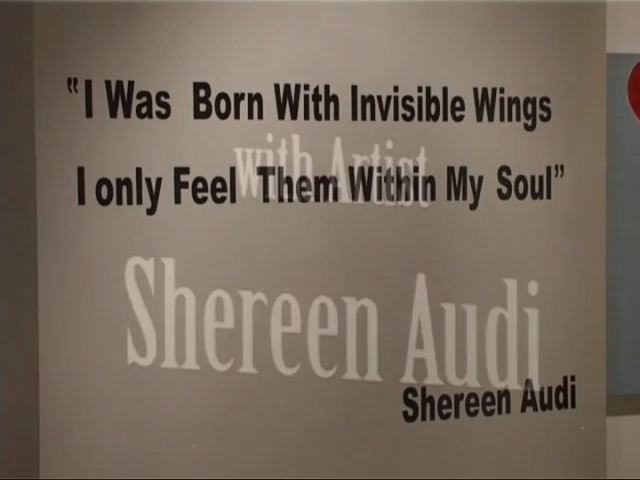 "I Was Born With Invisible Wings
with Artist
I only Feel Them Within My Soul"
Shereen Audi
Shereen Audi